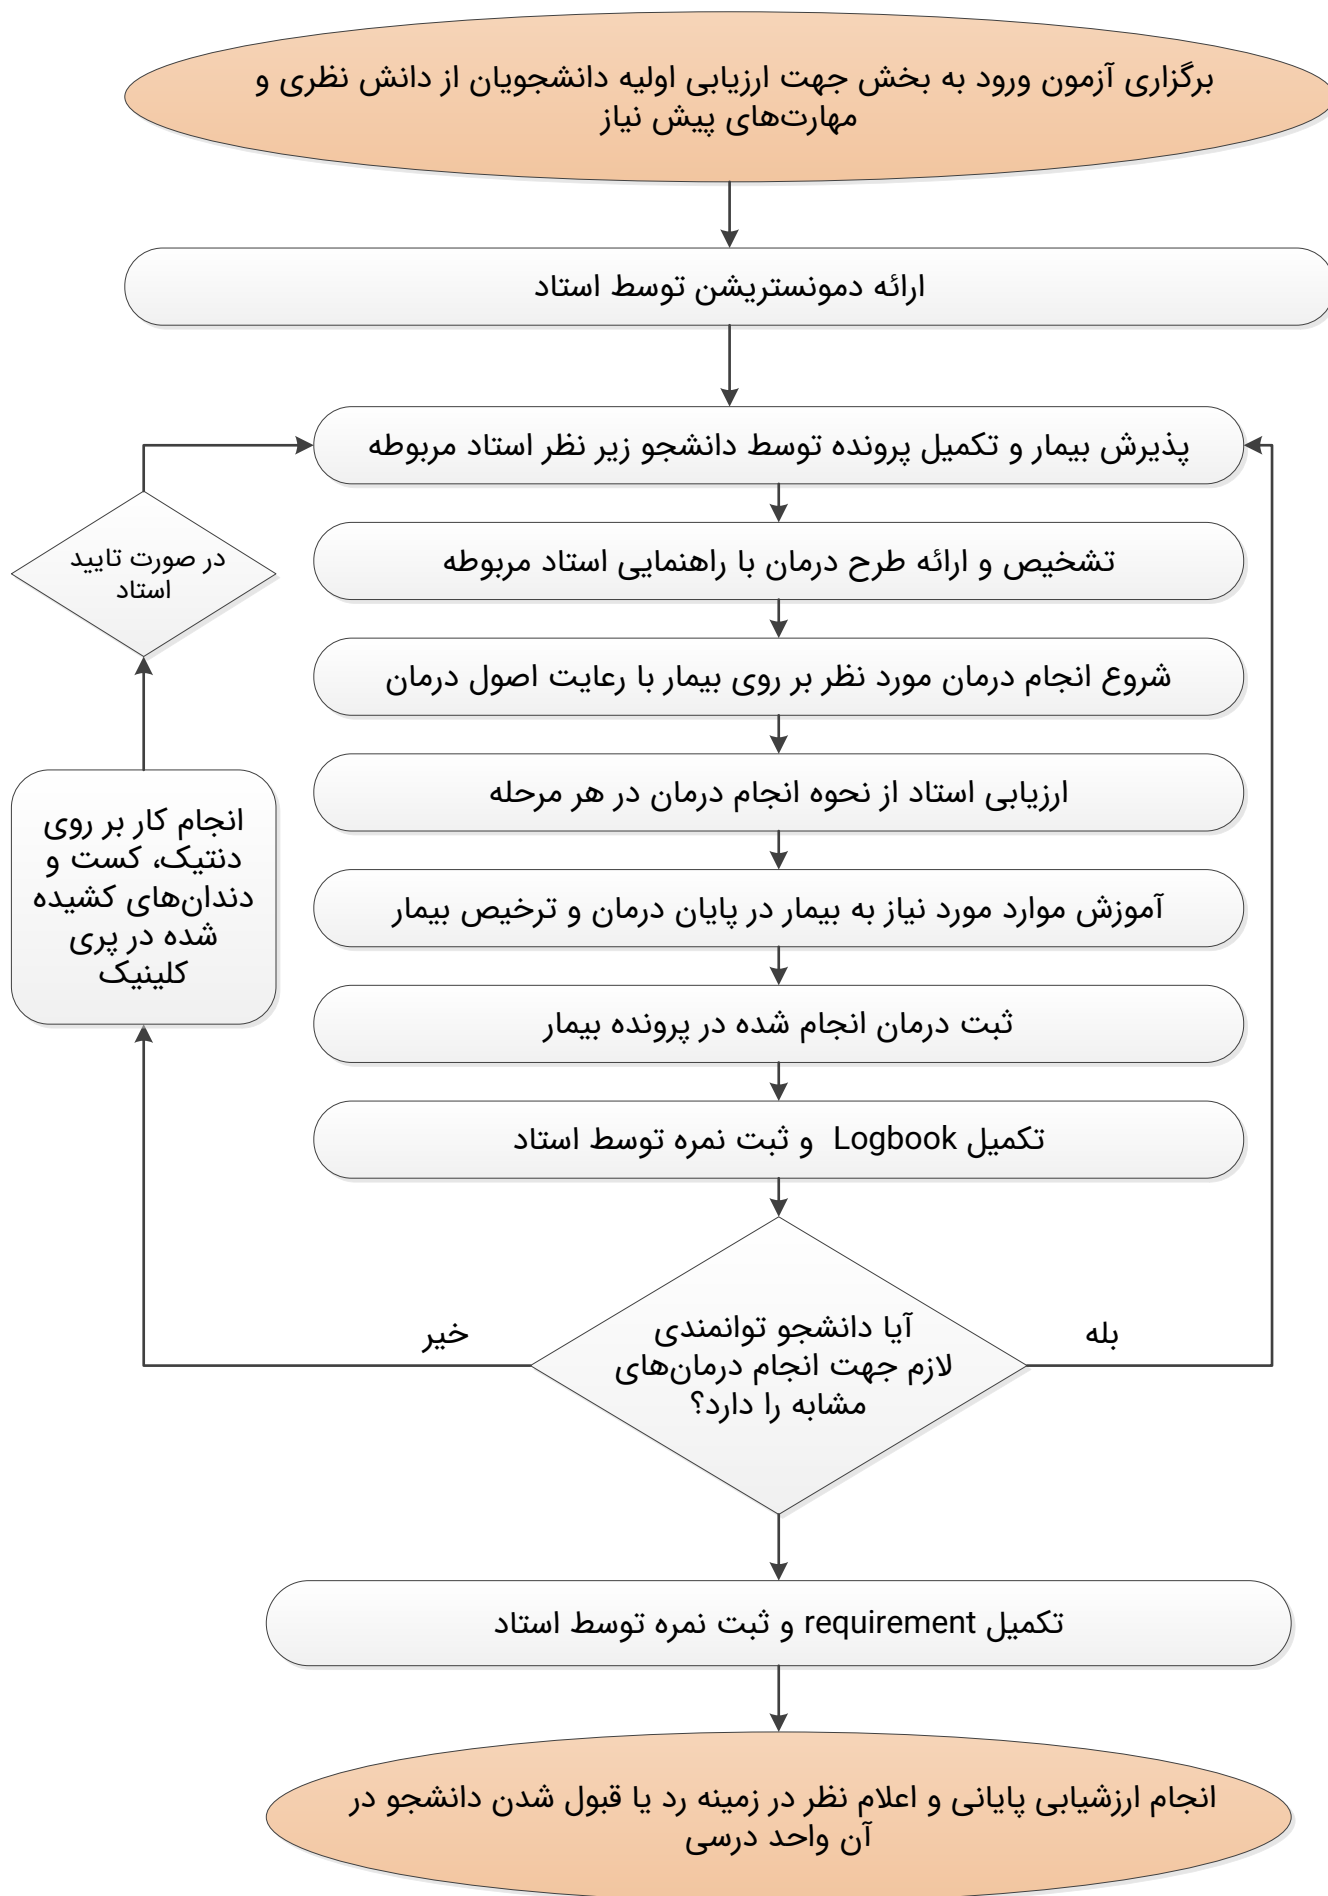 برگزاری آزمون ورود به بخش جهت ارزیابی اولیه دانشجویان از دانش نظری و
مهارت‌های پیش نیاز
ارائه دمونستریشن توسط استاد
پذیرش بیمار و تکمیل پرونده توسط دانشجو زیر نظر استاد مربوطه
تشخیص و ارائه طرح درمان با راهنمایی استاد مربوطه
شروع انجام درمان مورد نظر بر روی بیمار با رعایت اصول درمان
ارزیابی استاد از نحوه انجام درمان در هر مرحله
آموزش موارد مورد نیاز به بیمار در پایان درمان و ترخیص بیمار
ثبت درمان انجام شده در پرونده بیمار
تکمیل Logbook و ثبت نمره توسط استاد
آیا دانشجو توانمندی
لازم جهت انجام درمان‌های
مشابه را دارد؟
بله
خیر
انجام کار بر روی
دنتیک، کست و
دندان‌های کشیده
شده در پری
کلینیک
در صورت تایید
استاد
تکمیل requirement و ثبت نمره توسط استاد
انجام ارزشیابی پایانی و اعلام نظر در زمینه رد یا قبول شدن دانشجو در
آن واحد درسی